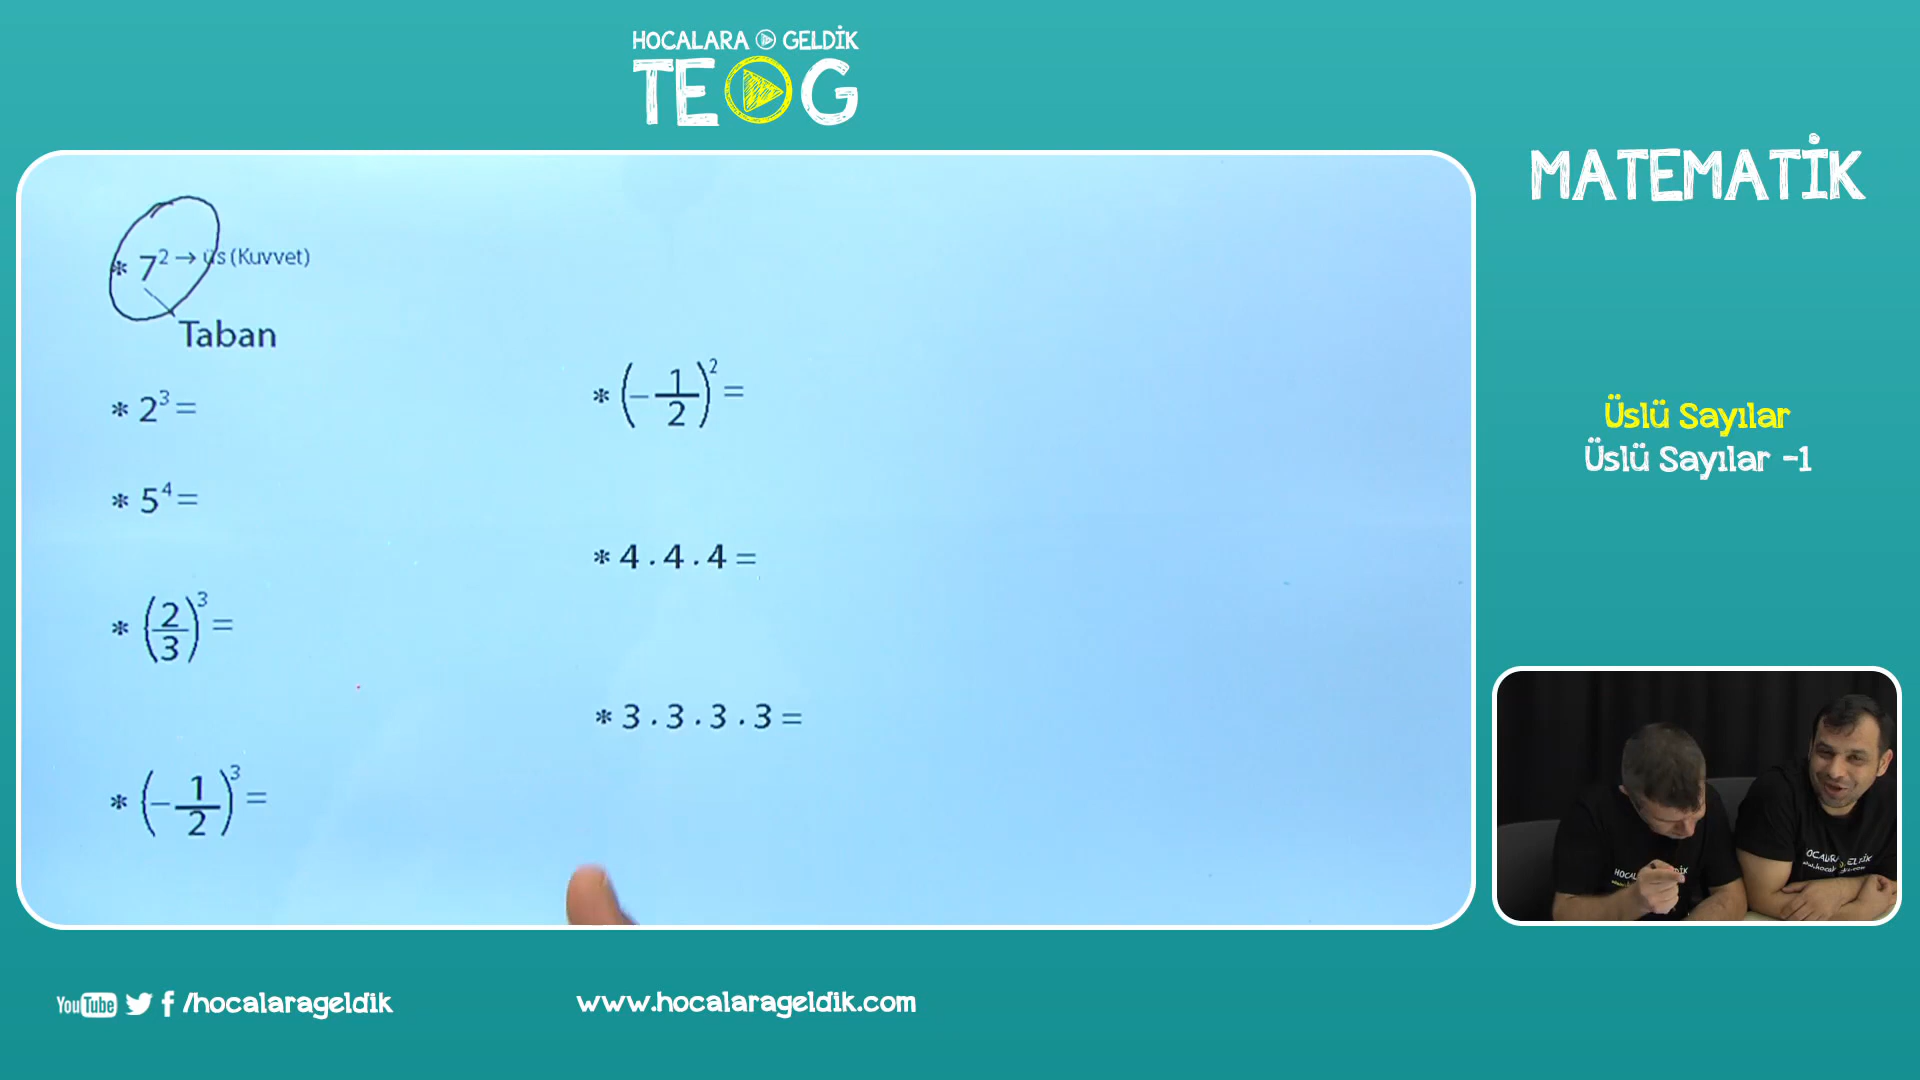 HOCALARA GELDİK
TEOG
MATEMATİK
* 7² → üs (Kuvvet)
Taban
* 2³ =
* 5⁴ =
* (2/3)³ =
* (-1/2)³ =
* (-1/2)² =
* 4 . 4 . 4 =
* 3 . 3 . 3 . 3 =
Üslü Sayılar
Üslü Sayılar -1
YouTube f /hocalarageldik
www.hocalarageldik.com